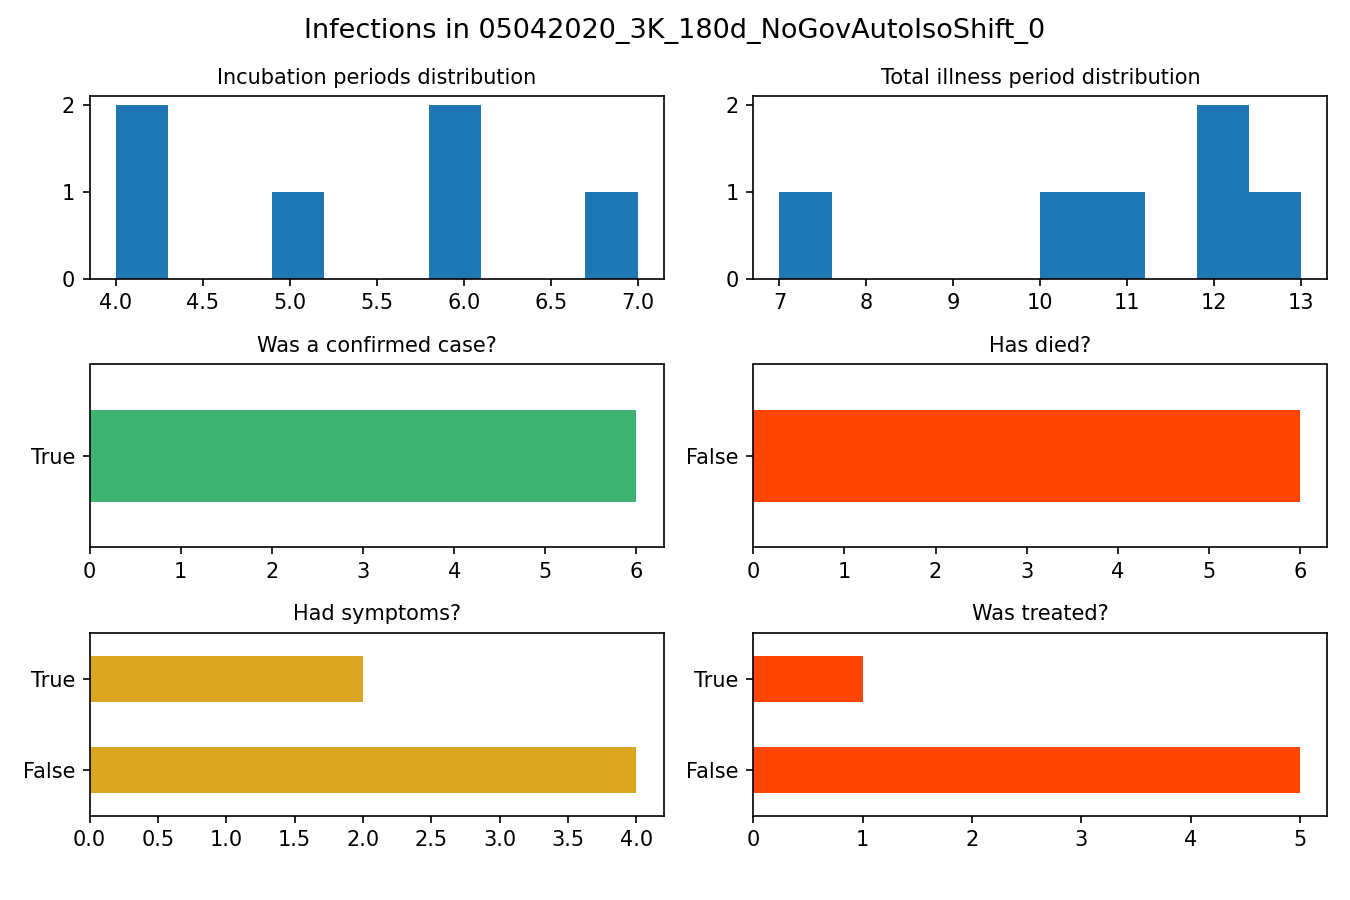 Infections in 05042020_3K_180d_NoGovAutoIsoShift_0
Incubation periods distribution
2
1
0
4.0 4.5 5.0 5.5 6.0 6.5 7.0
Total illness period distribution
2
1
0
7 8 9 10 11 12 13
Was a confirmed case?
True
0 1 2 3 4 5 6
Has died?
False
0 1 2 3 4 5 6
Had symptoms?
True
False
0.0 0.5 1.0 1.5 2.0 2.5 3.0 3.5 4.0
Was treated?
True
False
0 1 2 3 4 5